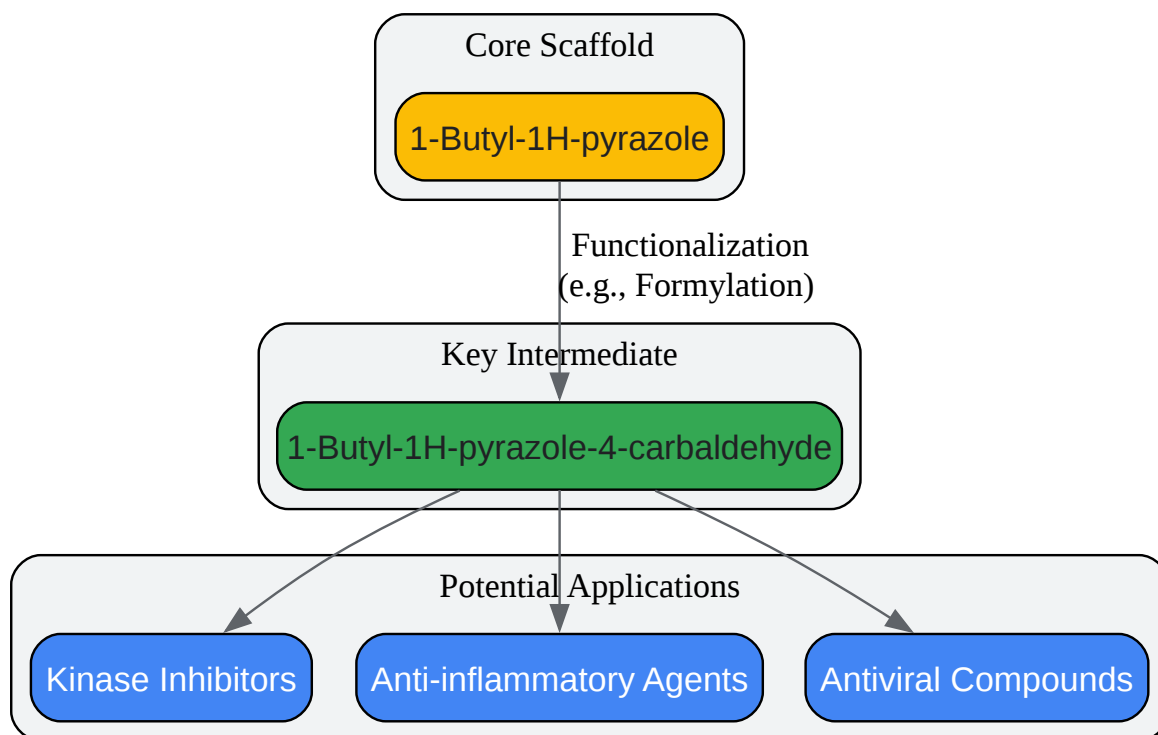 Core Scaffold
1-Butyl-1H-pyrazole
Functionalization
(e.g., Formylation)
Key Intermediate
1-Butyl-1H-pyrazole-4-carbaldehyde
Potential Applications
Kinase Inhibitors
Anti-inflammatory Agents
Antiviral Compounds